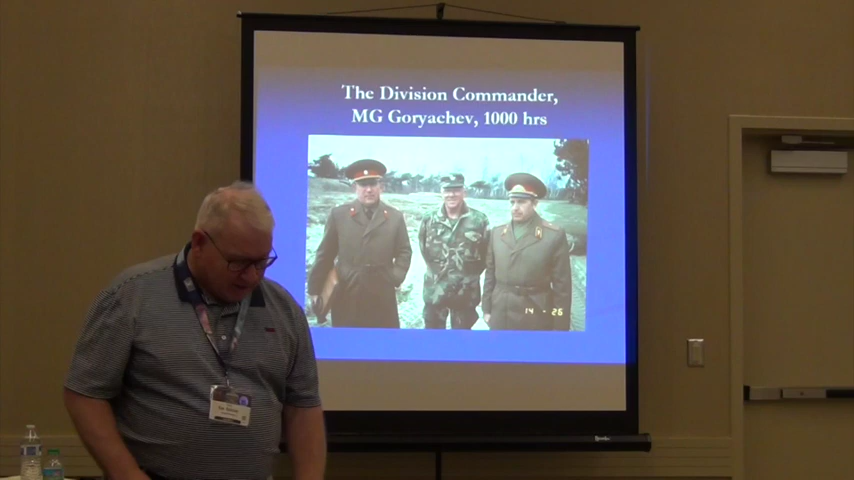 The Division Commander,
MG Goryachev, 1000 hrs
14 - 26